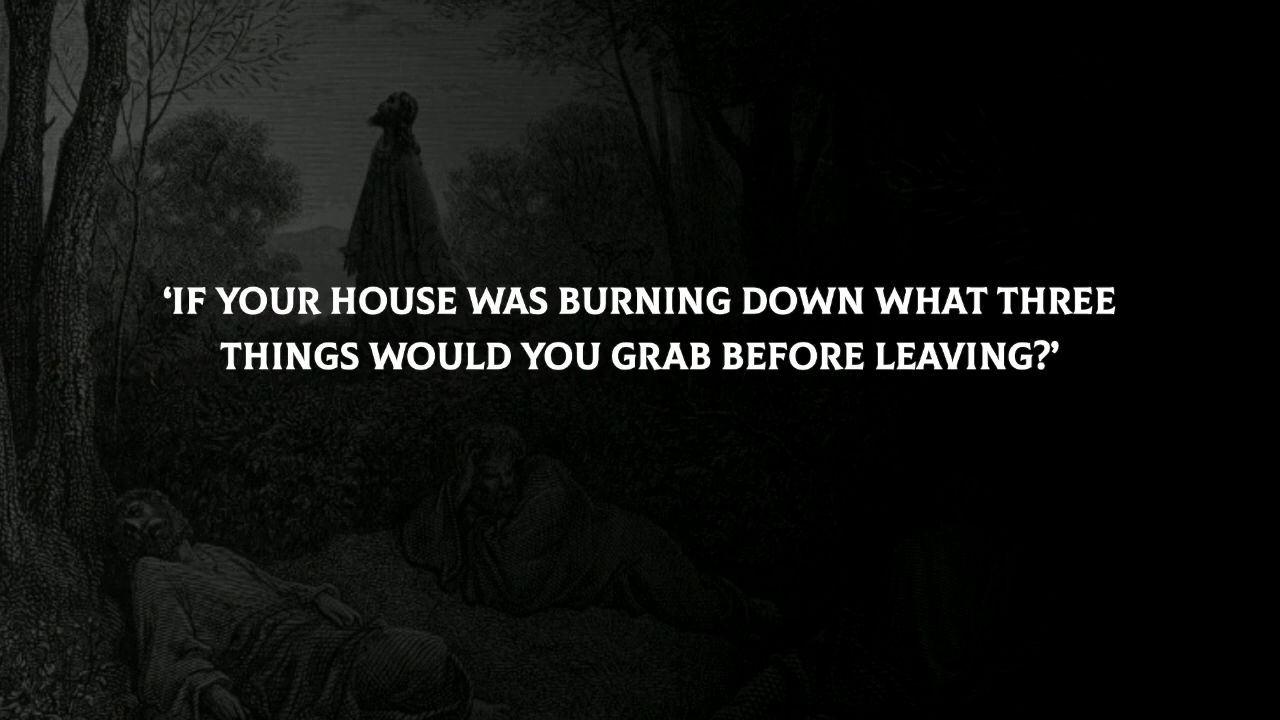 ‘IF YOUR HOUSE WAS BURNING DOWN WHAT THREE
THINGS WOULD YOU GRAB BEFORE LEAVING?’